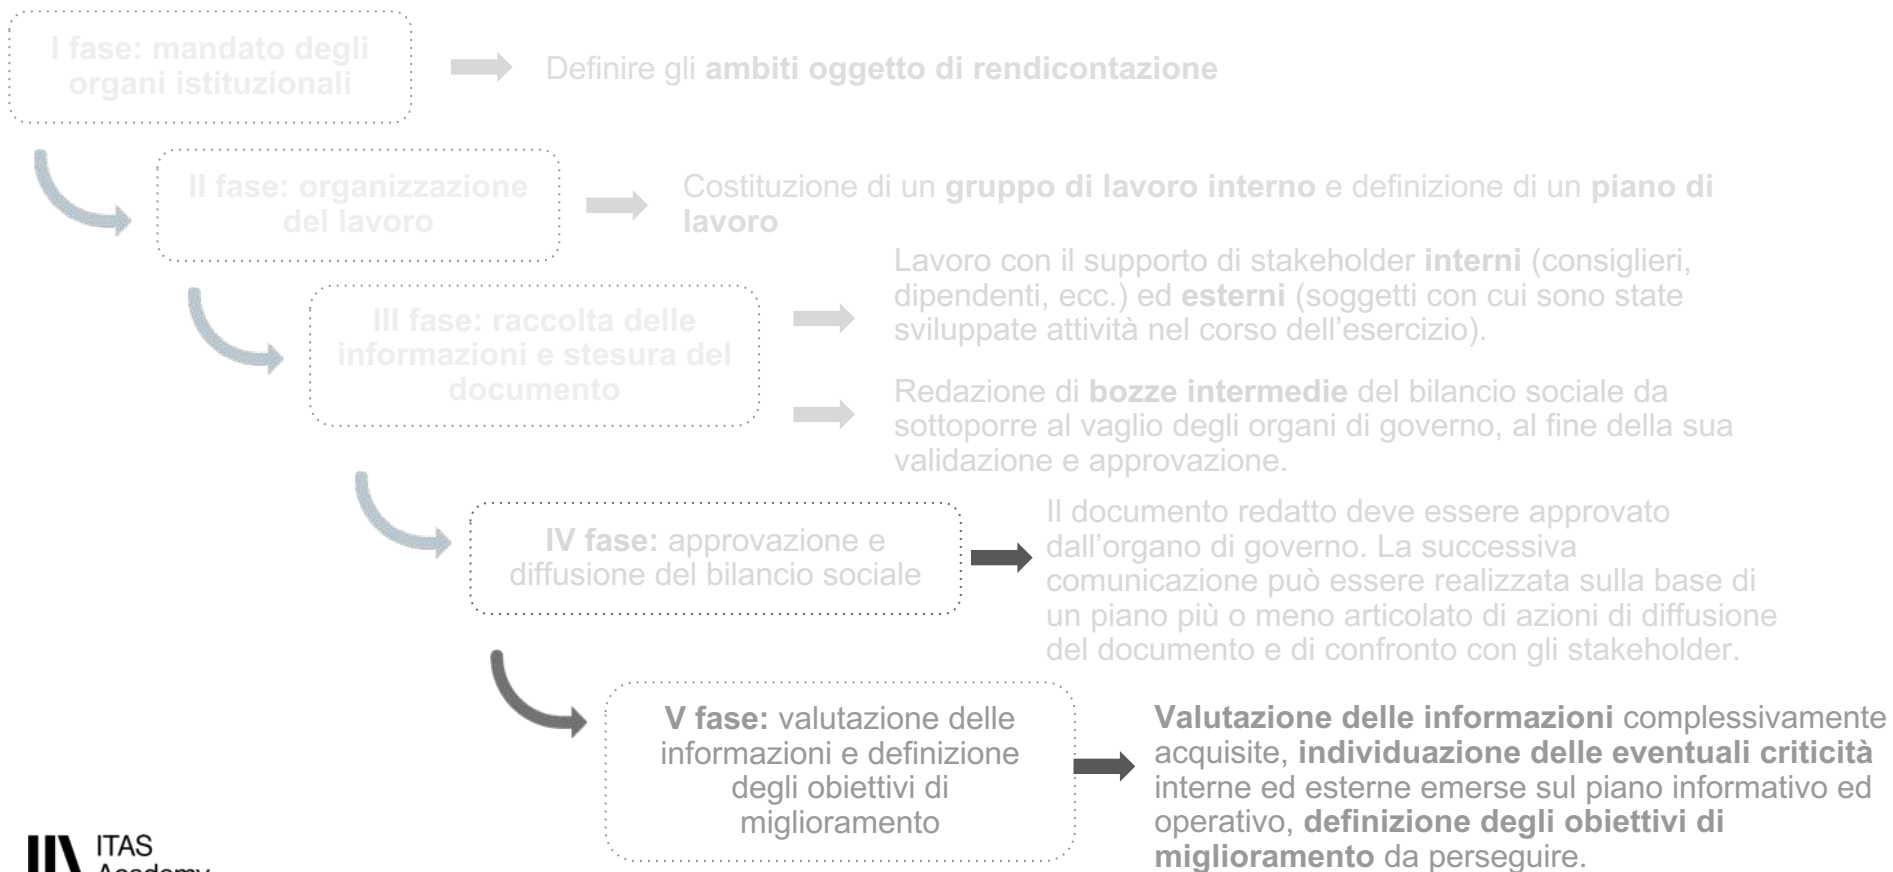 I fase: mandato degli
organi istituzionali
Definire gli ambiti oggetto di rendicontazione
II fase: organizzazione
del lavoro
Costituzione di un gruppo di lavoro interno e definizione di un piano di
lavoro
III fase: raccolta delle
informazioni e stesura del
documento
Lavoro con il supporto di stakeholder interni (consiglieri,
dipendenti, ecc.) ed esterni (soggetti con cui sono state
sviluppate attività nel corso dell'esercizio).
Redazione di bozze intermedie del bilancio sociale da
sottoporre al vaglio degli organi di governo, al fine della sua
validazione e approvazione.
IV fase: approvazione e
diffusione del bilancio sociale
Il documento redatto deve essere approvato
dall'organo di governo. La successiva
comunicazione può essere realizzata sulla base di
un piano più o meno articolato di azioni di diffusione
del documento e di confronto con gli stakeholder.
V fase: valutazione delle
informazioni e definizione
degli obiettivi di
miglioramento
Valutazione delle informazioni complessivamente
acquisite, individuazione delle eventuali criticità
interne ed esterne emerse sul piano informativo ed
operativo, definizione degli obiettivi di
miglioramento da perseguire.
ITAS
Academy